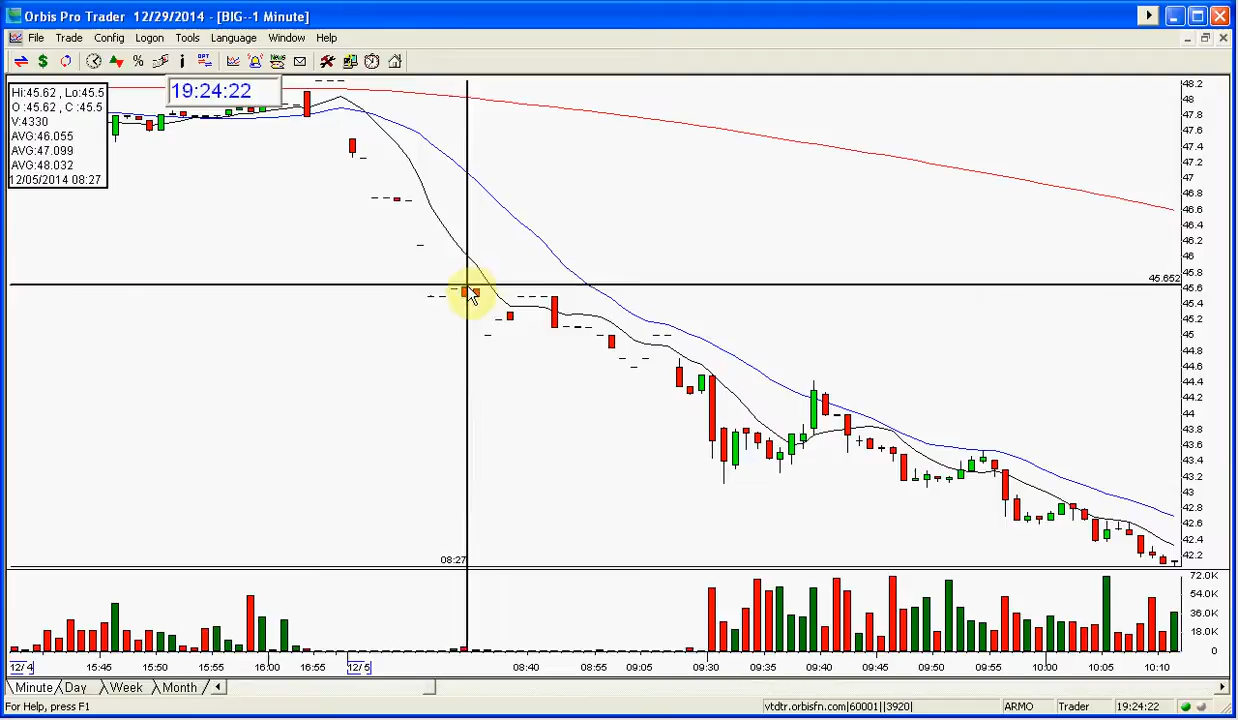 Orbis Pro Trader 12/29/2014 - [BIG--1 Minute]
File Trade Config Logon Tools Language Window Help
$ % i OPT News
19:24:22
Hi:45.62 , Lo:45.5
O :45.62 , C :45.5
V:4330
AVG:46.055
AVG:47.099
AVG:48.032
12/05/2014 08:27
48.2
48
47.8
47.6
47.4
47.2
47
46.8
46.6
46.4
46.2
46
45.8
45.652
45.6
45.4
45.2
45
44.8
44.6
44.4
44.2
44
43.8
43.6
43.4
43.2
43
42.8
42.6
42.4
42.2
08:27
72.0K
54.0K
36.0K
18.0K
0
12/4 15:45 15:50 15:55 16:00 16:55 12/5 08:40 08:55 09:05 09:30 09:35 09:40 09:45 09:50 09:55 10:00 10:05 10:10
Minute Day Week Month
For Help, press F1 vtdtr.orbisfn.com|60001||3920| ARMO Trader 19:24:22